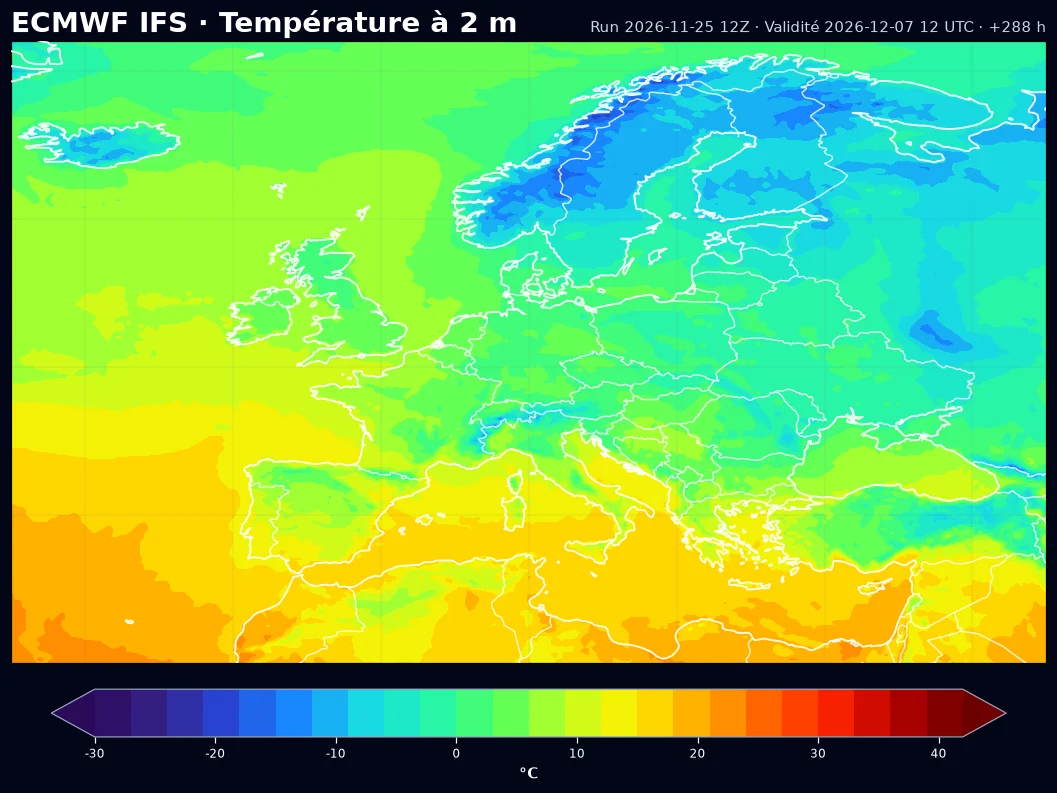 ECMWF IFS · Température à 2 m
Run 2026-11-25 12Z · Validité 2026-12-07 12 UTC · +288 h
-30 -20 -10 0 10 20 30 40
°C